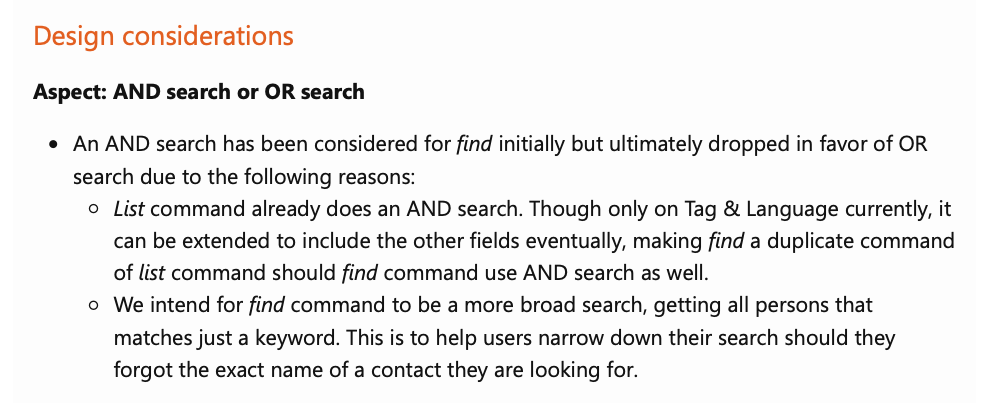 Design considerations
Aspect: AND search or OR search
• An AND search has been considered for find initially but ultimately dropped in favor of OR
search due to the following reasons:
○ List command already does an AND search. Though only on Tag & Language currently, it
can be extended to include the other fields eventually, making find a duplicate command
of list command should find command use AND search as well.
○ We intend for find command to be a more broad search, getting all persons that
matches just a keyword. This is to help users narrow down their search should they
forgot the exact name of a contact they are looking for.